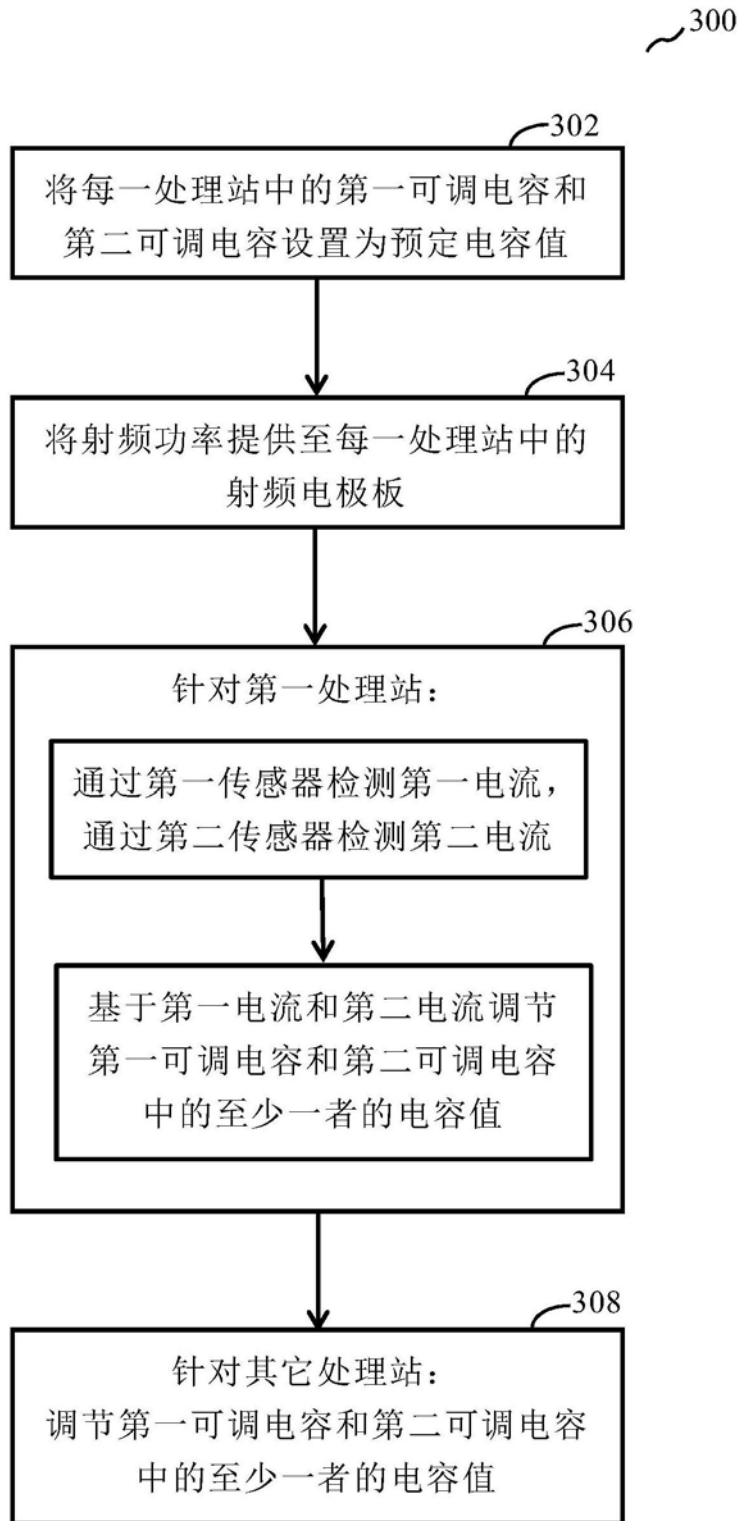 300
302
将每一处理站中的第一可调电容和
第二可调电容设置为预定电容值
304
将射频功率提供至每一处理站中的
射频电极板
306
针对第一处理站：
通过第一传感器检测第一电流，
通过第二传感器检测第二电流
基于第一电流和第二电流调节
第一可调电容和第二可调电容
中的至少一者的电容值
308
针对其它处理站：
调节第一可调电容和第二可调电容
中的至少一者的电容值